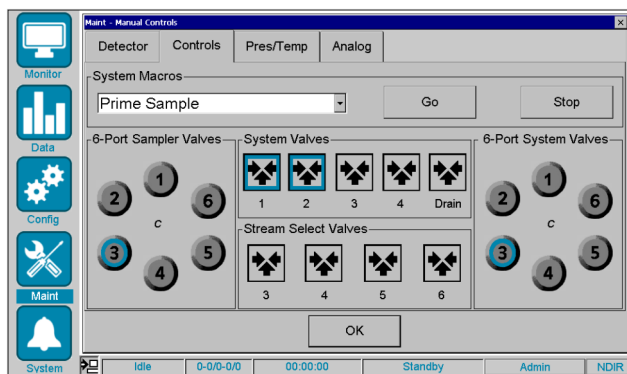 Maint - Manual Controls
Detector Controls Pres/Temp Analog
Monitor
System Macros
Prime Sample Go Stop
Data
6-Port Sampler Valves
1
2
6
c
3
5
4
System Valves
1 2 3 4 Drain
Stream Select Valves
3 4 5 6
6-Port System Valves
1
2
6
c
3
5
4
Config
Maint
OK
System
Idle 0-0/0-0/0 00:00:00 Standby Admin NDIR